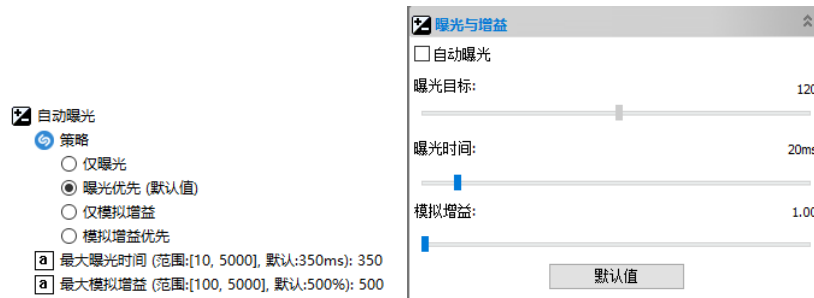 自动曝光
策略
仅曝光
曝光优先 (默认值)
仅模拟增益
模拟增益优先
a 最大曝光时间 (范围:[10, 5000], 默认:350ms): 350
a 最大模拟增益 (范围:[100, 5000], 默认:500%): 500
曝光与增益
自动曝光
曝光目标: 120
曝光时间: 20ms
模拟增益: 1.00
默认值